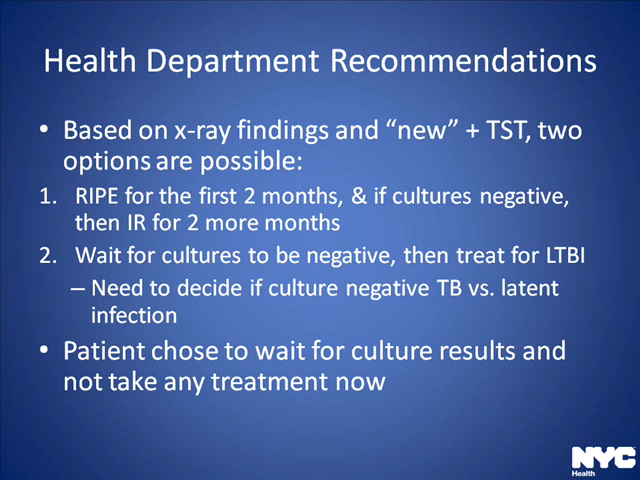 Health Department Recommendations
• Based on x-ray findings and “new” + TST, two
options are possible:
1. RIPE for the first 2 months, & if cultures negative,
then IR for 2 more months
2. Wait for cultures to be negative, then treat for LTBI
– Need to decide if culture negative TB vs. latent
infection
• Patient chose to wait for culture results and
not take any treatment now
NYC
Health